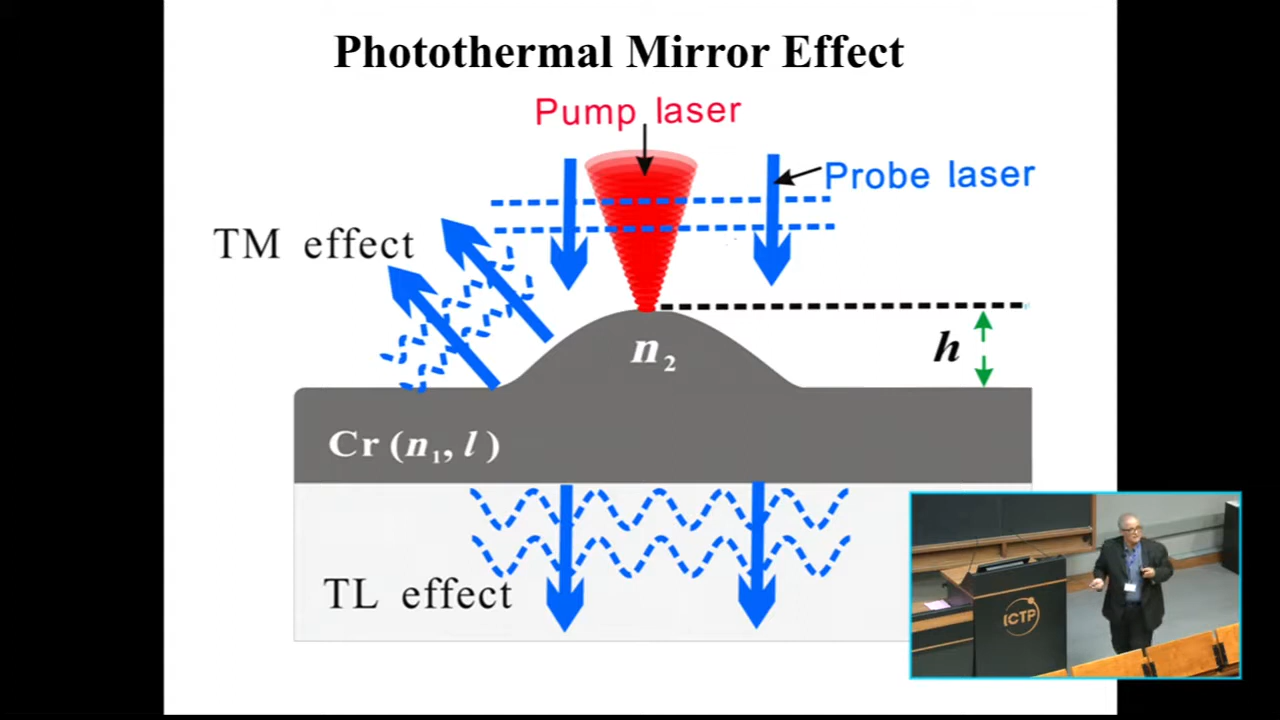 Photothermal Mirror Effect
Pump laser
Probe laser
TM effect
n₂
h
Cr (n₁, l)
TL effect
ICTP